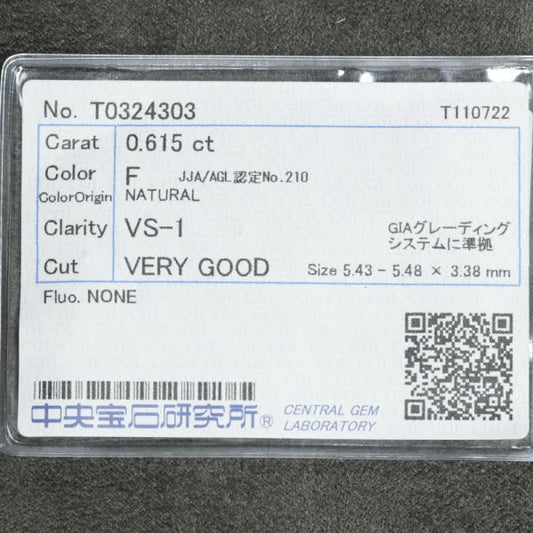 No. T0324303 T110722
Carat 0.615 ct
Color F JJA/AGL認定No.210
ColorOrigin NATURAL
Clarity VS-1 GIAグレーディング
システムに準拠
Cut VERY GOOD Size 5.43 - 5.48 × 3.38 mm
Fluo. NONE
中央宝石研究所® CENTRAL GEM
LABORATORY